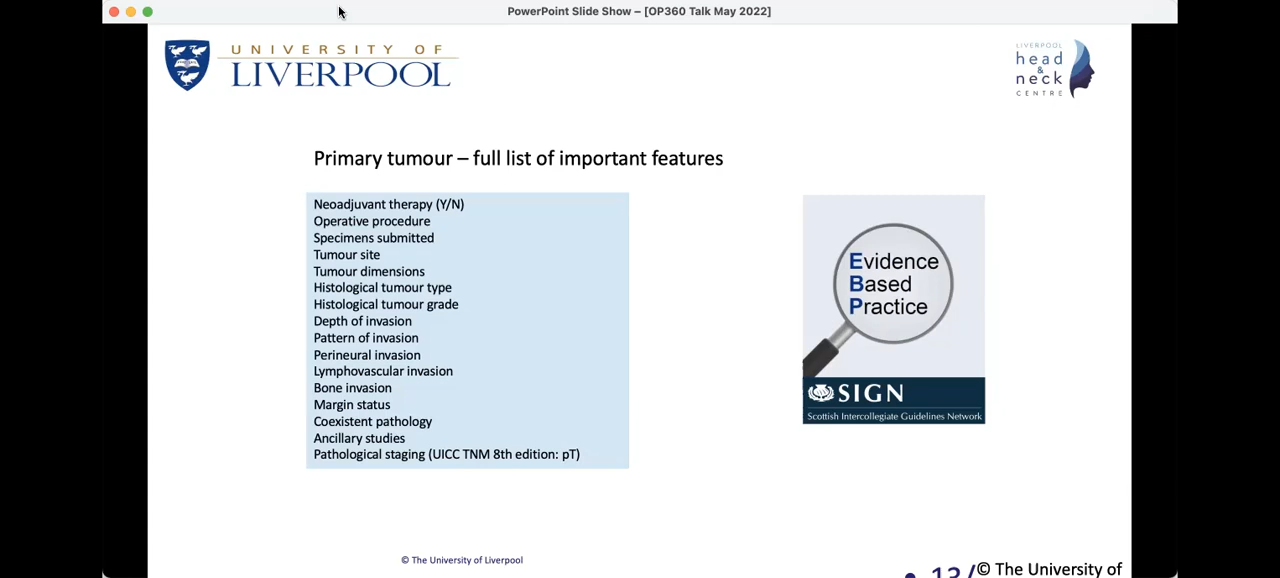 PowerPoint Slide Show – [OP360 Talk May 2022]
UNIVERSITY OF
LIVERPOOL
LIVERPOOL
head
&
neck
CENTRE
Primary tumour – full list of important features
Neoadjuvant therapy (Y/N)
Operative procedure
Specimens submitted
Tumour site
Tumour dimensions
Histological tumour type
Histological tumour grade
Depth of invasion
Pattern of invasion
Perineural invasion
Lymphovascular invasion
Bone invasion
Margin status
Coexistent pathology
Ancillary studies
Pathological staging (UICC TNM 8th edition: pT)
Evidence
Based
Practice
SIGN
Scottish Intercollegiate Guidelines Network
© The University of Liverpool
• 13/© The University of